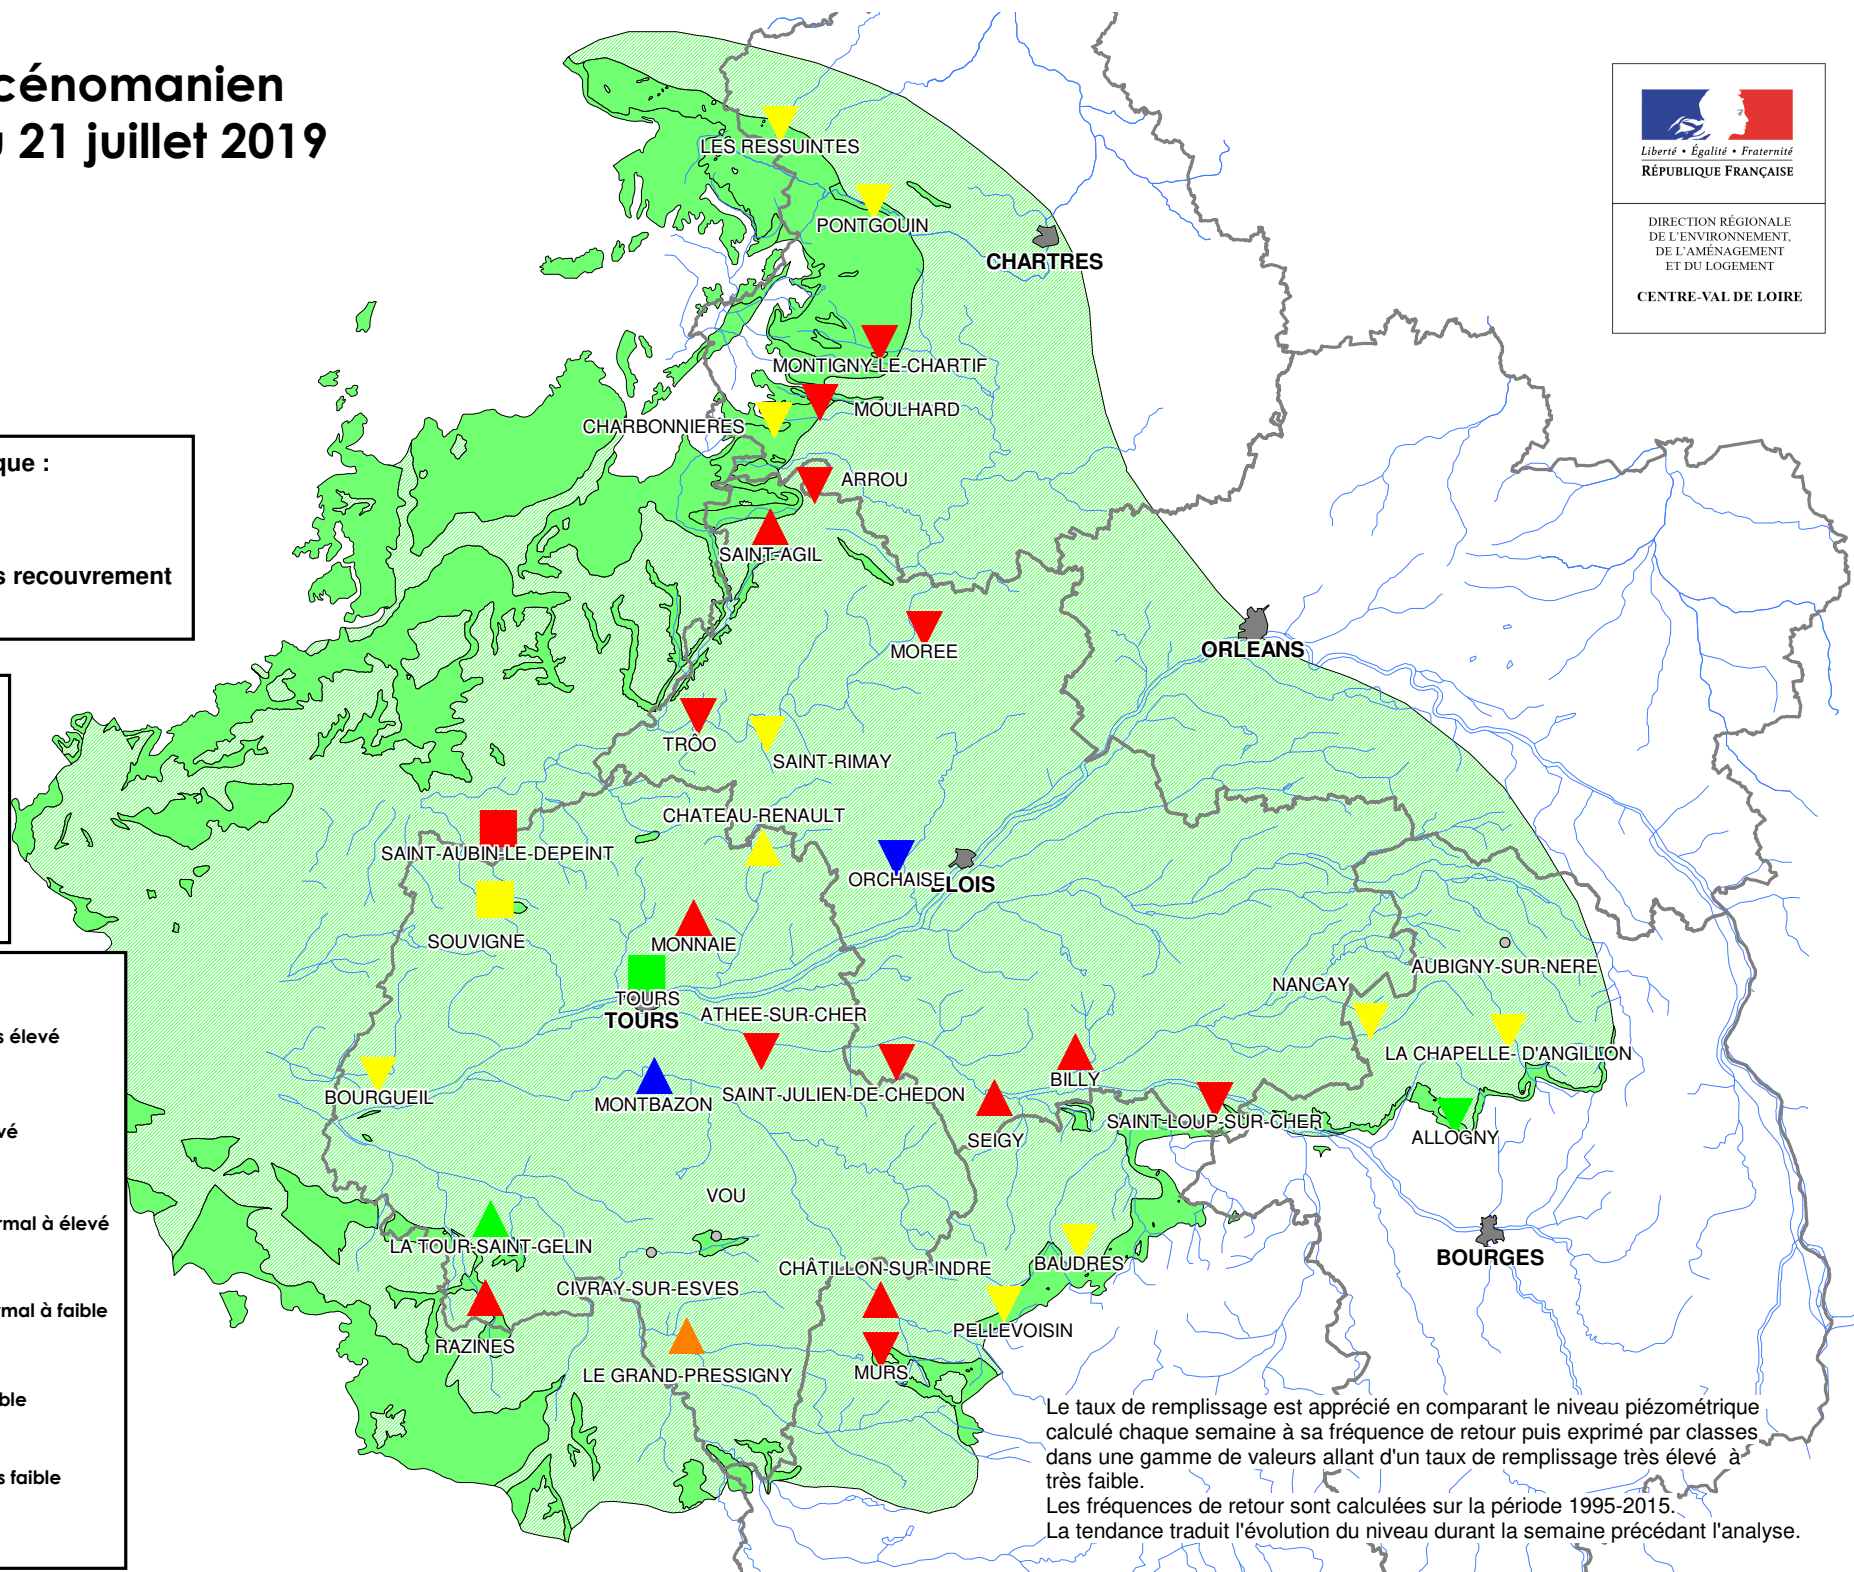 cénomanien
21 juillet 2019
Liberté • Égalité • Fraternité
RÉPUBLIQUE FRANÇAISE
DIRECTION RÉGIONALE
DE L'ENVIRONNEMENT,
DE L'AMÉNAGEMENT
ET DU LOGEMENT
CENTRE-VAL DE LOIRE
LES RESSUINTES
PONTGOUIN
CHARTRES
MONTIGNY-LE-CHARTIF
MOULHARD
CHARBONNIERES
que :
ARROU
SAINT-AGIL
s recouvrement
MOREE
ORLEANS
TRÔO
SAINT-RIMAY
CHATEAU-RENAULT
SAINT-AUBIN-LE-DEPEINT
ORCHAISE
BLOIS
SOUVIGNE
MONNAIE
AUBIGNY-SUR-NERE
NANCAY
TOURS
TOURS
ATHEE-SUR-CHER
s élevé
LA CHAPELLE- D'ANGILLON
BILLY
BOURGUEIL
MONTBAZON
SAINT-JULIEN-DE-CHEDON
SAINT-LOUP-SUR-CHER
vé
SEIGY
ALLOGNY
VOU
rmal à élevé
LA TOUR-SAINT-GELIN
BOURGES
BAUDRES
CHÂTILLON-SUR-INDRE
CIVRAY-SUR-ESVES
rmal à faible
PELLEVOISIN
RAZINES
LE GRAND-PRESSIGNY
MURS
ble
s faible
Le taux de remplissage est apprécié en comparant le niveau piézométrique
calculé chaque semaine à sa fréquence de retour puis exprimé par classes
dans une gamme de valeurs allant d'un taux de remplissage très élevé à
très faible.
Les fréquences de retour sont calculées sur la période 1995-2015.
La tendance traduit l'évolution du niveau durant la semaine précédant l'analyse.